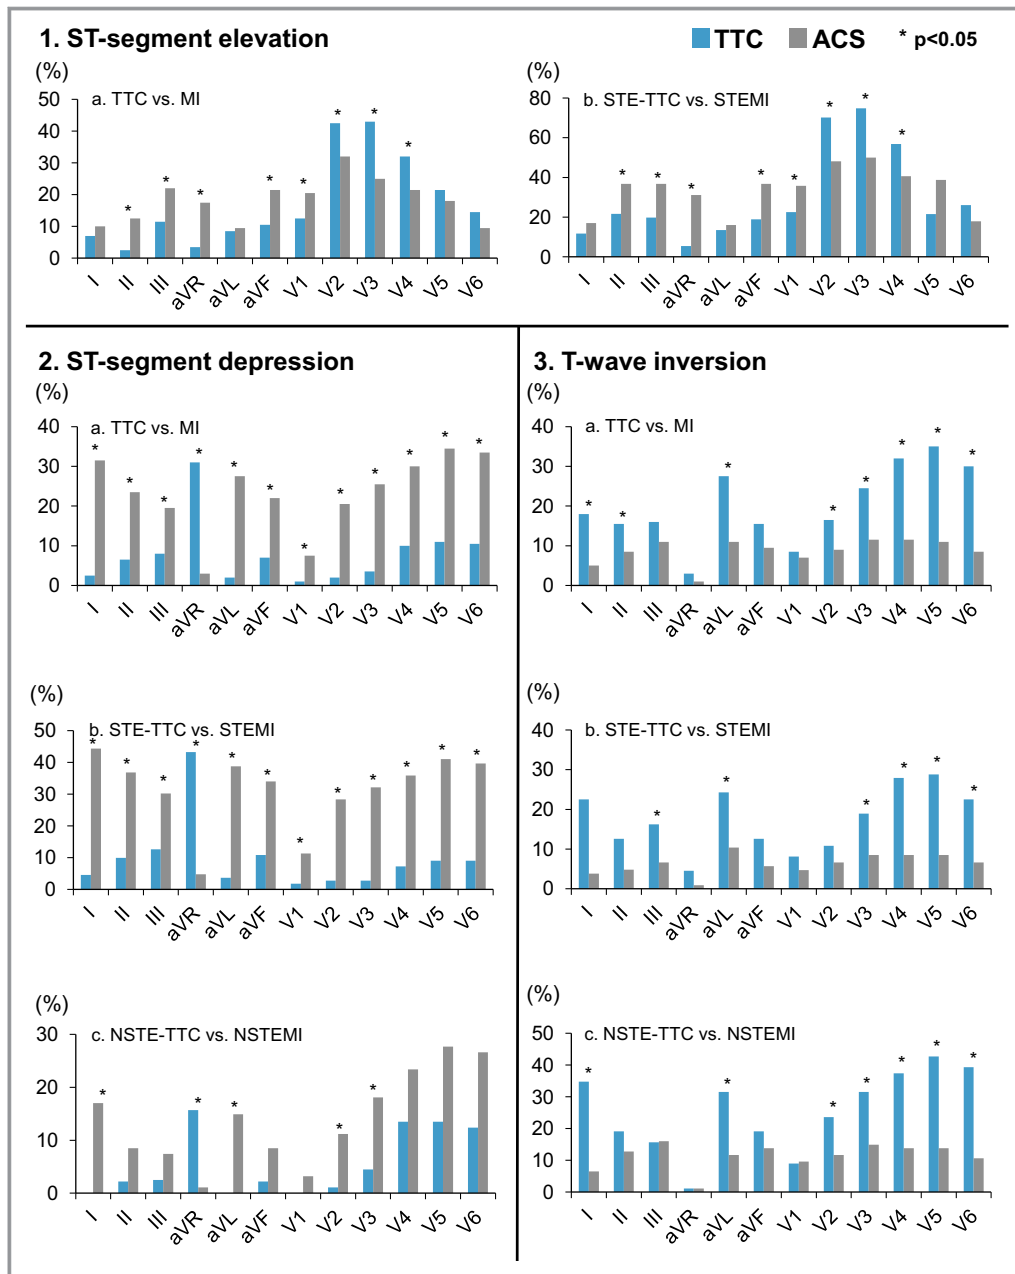 1. ST-segment elevation
TTC ACS * p<0.05
(%)
a. TTC vs. MI
50
40
30
20
10
0
* * * * * * * *
I II III aVR aVL aVF V1 V2 V3 V4 V5 V6
(%)
b. STE-TTC vs. STEMI
80
60
40
20
0
* * * * * * * *
I II III aVR aVL aVF V1 V2 V3 V4 V5 V6
2. ST-segment depression
(%)
a. TTC vs. MI
40
30
20
10
0
* * * * * * * * * * * *
I II III aVR aVL aVF V1 V2 V3 V4 V5 V6
(%)
b. STE-TTC vs. STEMI
50
40
30
20
10
0
* * * * * * * * * * * *
I II III aVR aVL aVF V1 V2 V3 V4 V5 V6
(%)
c. NSTE-TTC vs. NSTEMI
30
20
10
0
* * * * *
I II III aVR aVL aVF V1 V2 V3 V4 V5 V6
3. T-wave inversion
(%)
a. TTC vs. MI
40
30
20
10
0
* * * * * * * *
I II III aVR aVL aVF V1 V2 V3 V4 V5 V6
(%)
b. STE-TTC vs. STEMI
40
30
20
10
0
* * * * * *
I II III aVR aVL aVF V1 V2 V3 V4 V5 V6
(%)
c. NSTE-TTC vs. NSTEMI
50
40
30
20
10
0
* * * * * * *
I II III aVR aVL aVF V1 V2 V3 V4 V5 V6